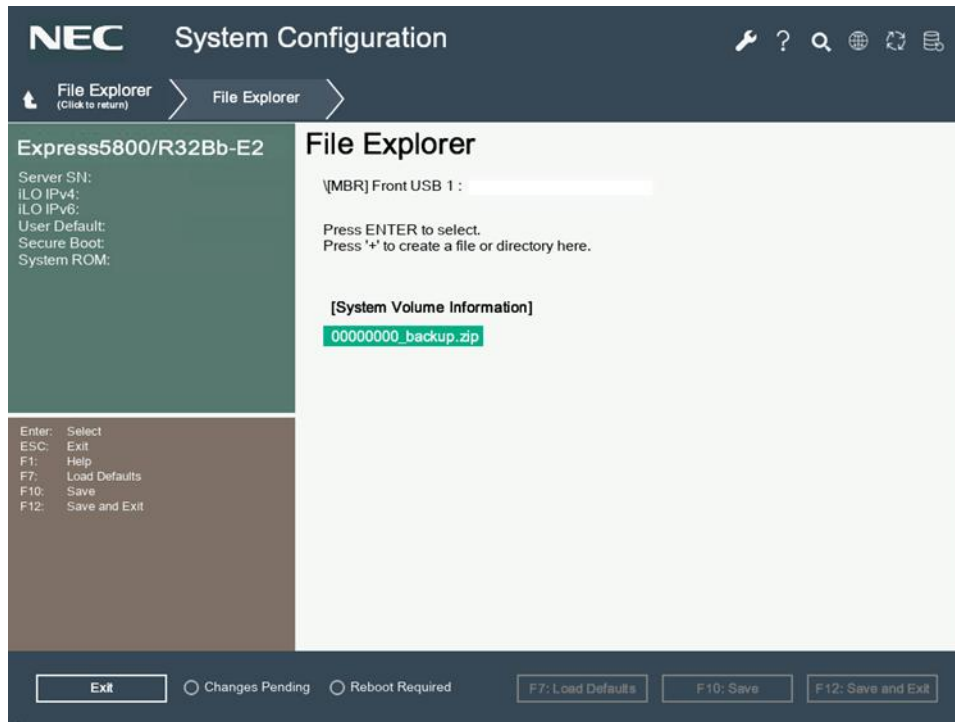 NEC System Configuration
File Explorer
(Click to return)
File Explorer
Express5800/R32Bb-E2
Server SN:
iLO IPv4:
iLO IPv6:
User Default:
Secure Boot:
System ROM:
File Explorer
\[MBR] Front USB 1 :
Press ENTER to select.
Press '+' to create a file or directory here.
[System Volume Information]
00000000_backup.zip
Enter: Select
ESC: Exit
F1: Help
F7: Load Defaults
F10: Save
F12: Save and Exit
Exit Changes Pending Reboot Required F7: Load Defaults F10: Save F12: Save and Exit